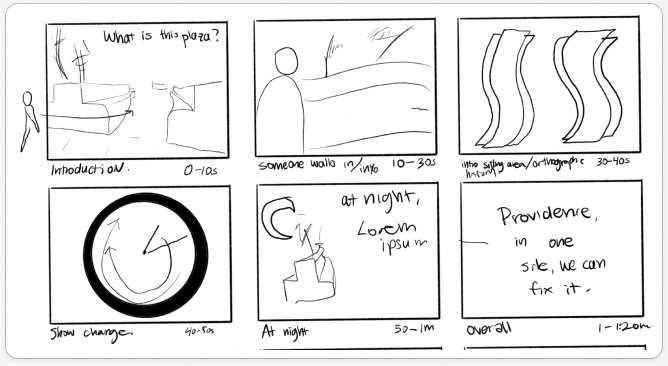 What is this plaza?
Introduction. 0-10s
someone walks in/into 10-30s
intro sitting area/orthographic 30-40s
history
Show change 40-50s
at night,
Lorem
ipsum
At night 50-1m
Providence,
in one
site, we can
fix it.
overall 1-1:20m